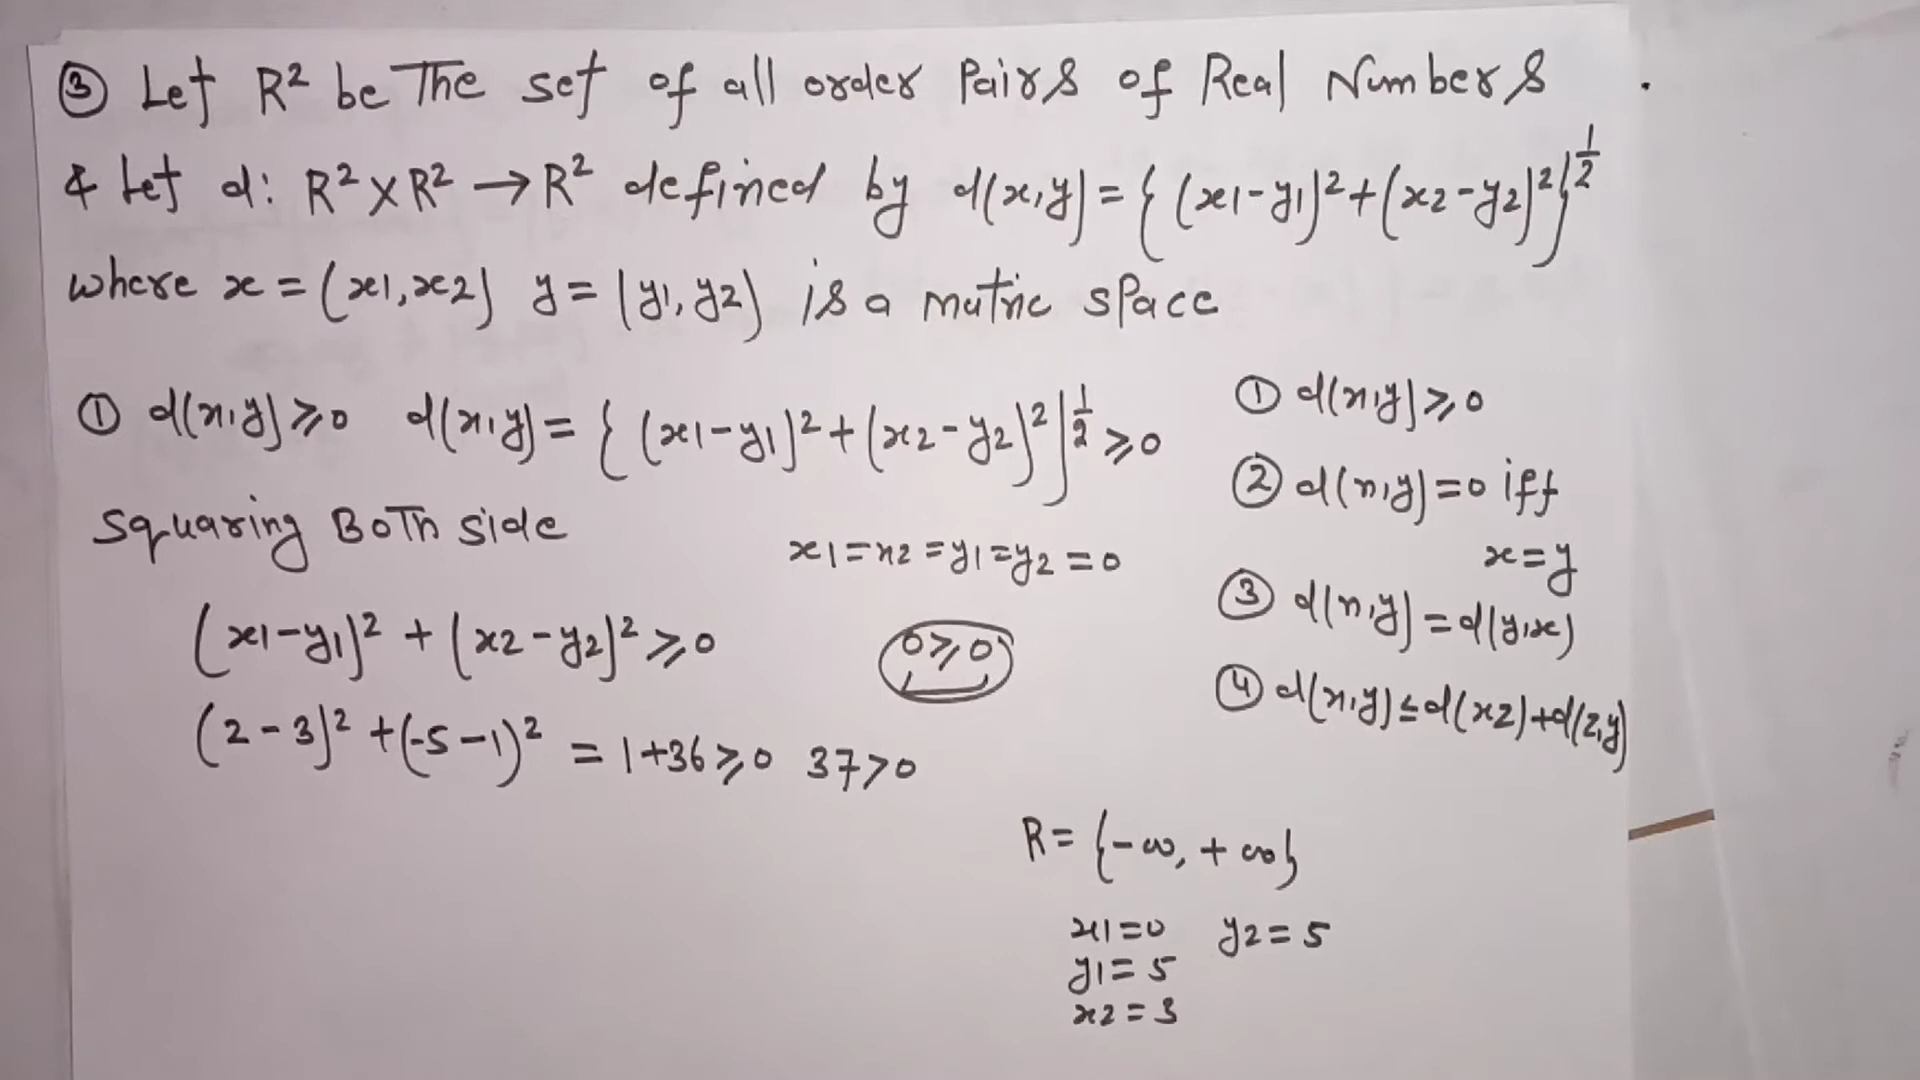 ③ Let R² be The set of all order Pairs of Real Numbers
& Let d: R² × R² → R² defined by d(x,y) = { (x1-y1)² + (x2-y2)² }^1/2
where x = (x1, x2) y = (y1, y2) is a metric space
① d(x,y) ≥ 0 d(x,y) = { (x1-y1)² + (x2-y2)² }^1/2 ≥ 0
Squaring Both side
x1 = x2 = y1 = y2 = 0
(x1-y1)² + (x2-y2)² ≥ 0
0 ≥ 0
(2-3)² + (-5-1)² = 1+36 ≥ 0 37 > 0
① d(x,y) ≥ 0
② d(x,y) = 0 iff
x = y
③ d(x,y) = d(y,x)
④ d(x,y) ≤ d(xz) + d(z,y)
R = {-∞, +∞}
x1 = 0 y2 = 5
y1 = 5
x2 = 3